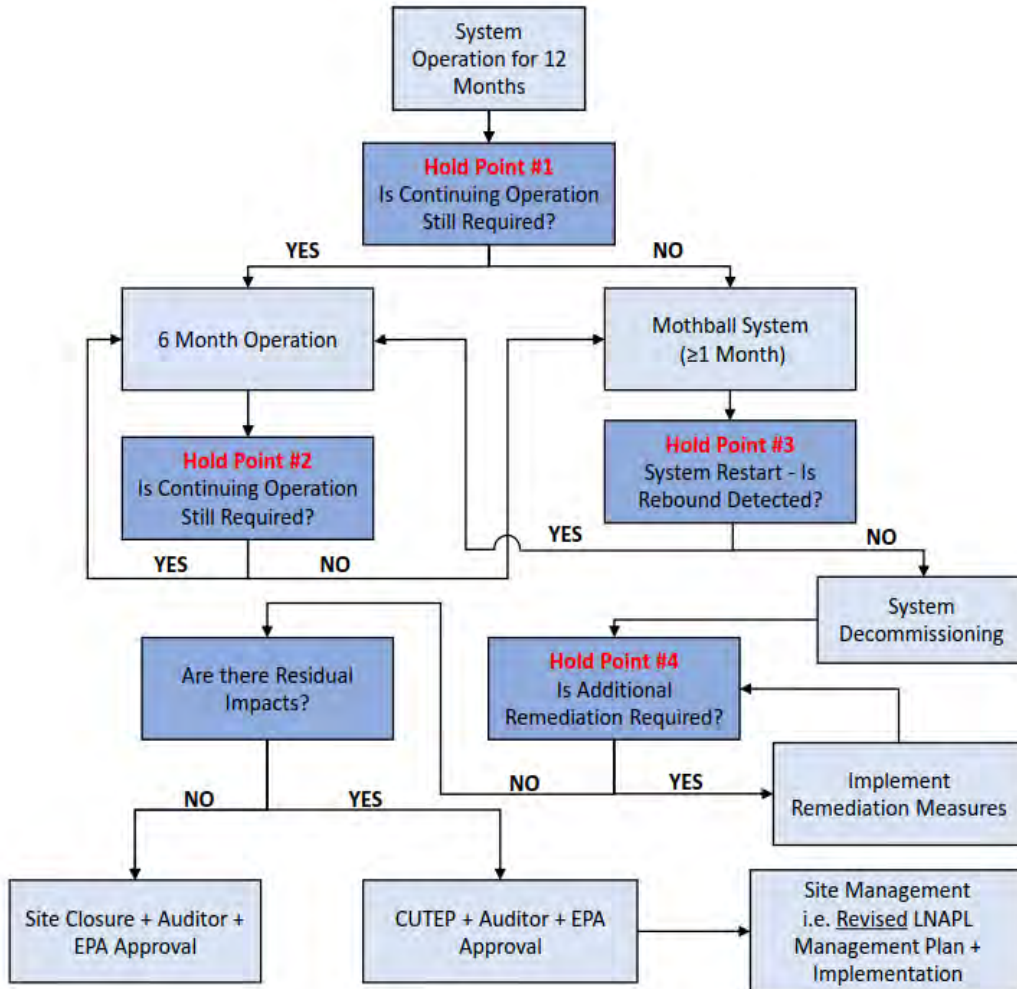 System
Operation for 12
Months
Hold Point #1
Is Continuing Operation
Still Required?
YES
NO
6 Month Operation
Mothball System
(≥1 Month)
Hold Point #2
Is Continuing Operation
Still Required?
Hold Point #3
System Restart - Is
Rebound Detected?
YES
NO
YES
NO
System
Decommissioning
Are there Residual
Impacts?
Hold Point #4
Is Additional
Remediation Required?
NO
YES
Implement
Remediation Measures
NO
YES
Site Closure + Auditor +
EPA Approval
CUTEP + Auditor + EPA
Approval
Site Management
i.e. Revised LNAPL
Management Plan +
Implementation